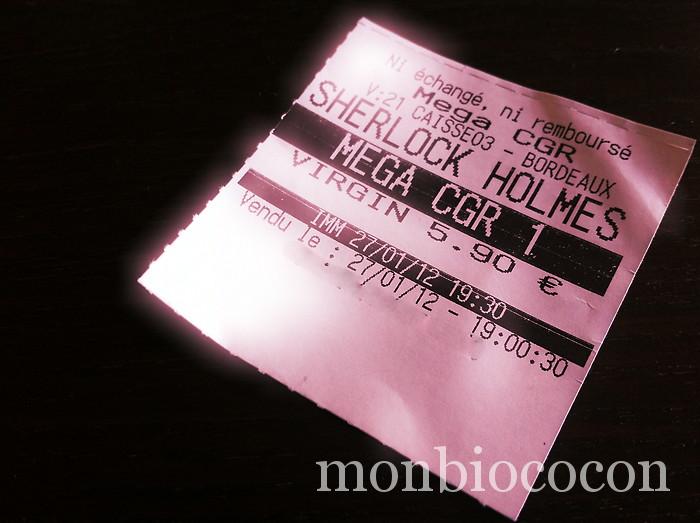 Ni échangé, ni remboursé
Mega CGR
V:21 CAISSE03 - BORDEAUX
SHERLOCK HOLMES
MEGA CGR 1
VIRGIN 5.90 €
IMM 27/01/12 19:30
Vendu le : 27/01/12 - 19:00:30
monbiococon